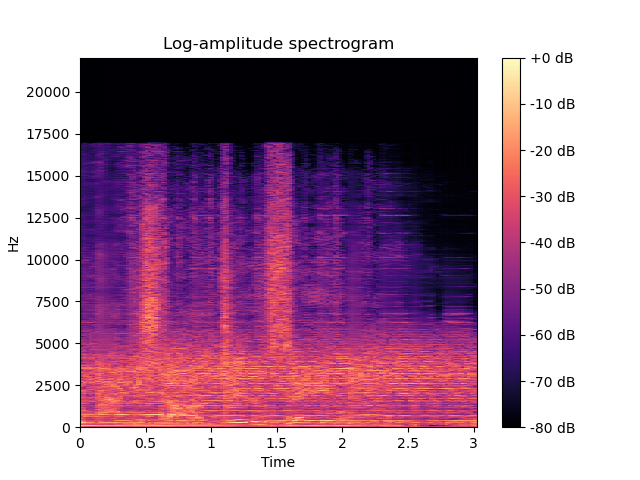 Log-amplitude spectrogram
20000
17500
15000
12500
10000
7500
5000
2500
0
Hz
0 0.5 1 1.5 2 2.5 3
Time
+0 dB
-10 dB
-20 dB
-30 dB
-40 dB
-50 dB
-60 dB
-70 dB
-80 dB